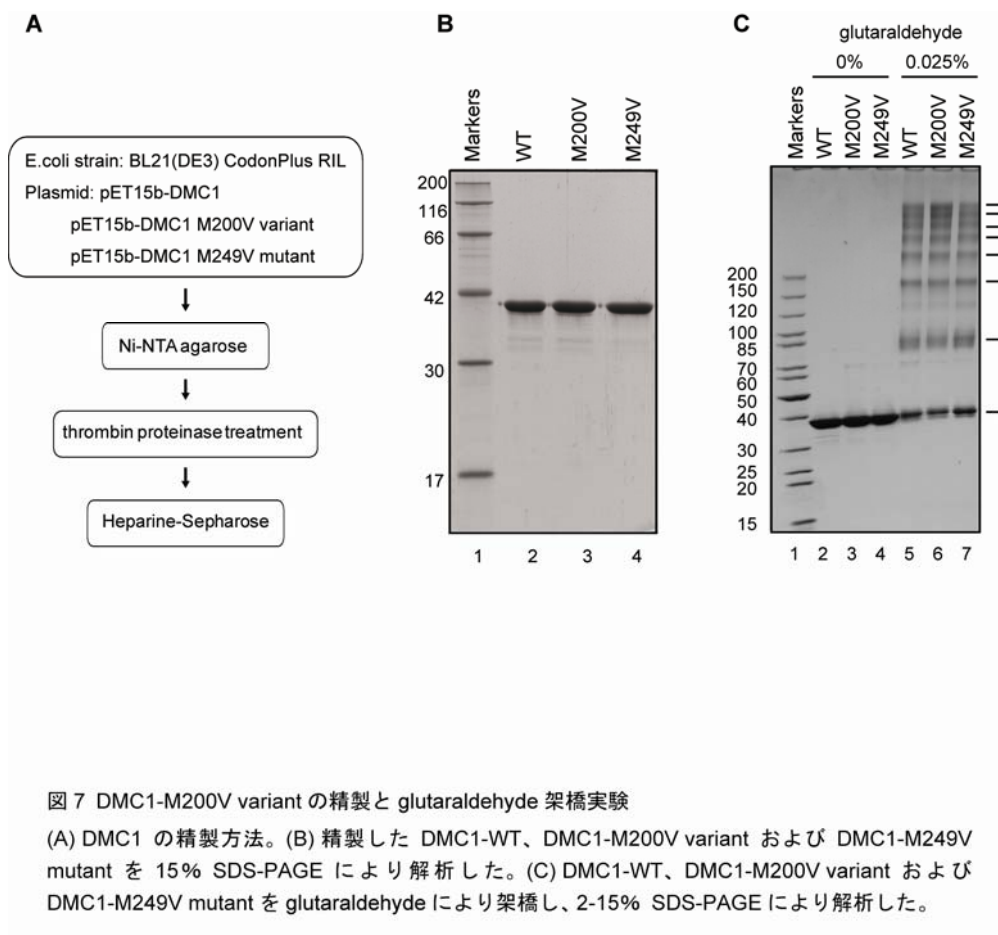 A
E.coli strain: BL21(DE3) CodonPlus RIL
Plasmid: pET15b-DMC1
pET15b-DMC1 M200V variant
pET15b-DMC1 M249V mutant
Ni-NTA agarose
thrombin proteinase treatment
Heparine-Sepharose
B
Markers
WT
M200V
M249V
200
116
66
42
30
17
1 2 3 4
C
glutaraldehyde
0% 0.025%
Markers
WT
M200V
M249V
WT
M200V
M249V
200
150
120
100
85
70
60
50
40
30
25
20
15
1 2 3 4 5 6 7
図 7 DMC1-M200V variant の精製と glutaraldehyde 架橋実験
(A) DMC1 の精製方法。(B) 精製した DMC1-WT、DMC1-M200V variant および DMC1-M249V
mutant を 15% SDS-PAGE により解析した。(C) DMC1-WT、DMC1-M200V variant および
DMC1-M249V mutant を glutaraldehyde により架橋し、2-15% SDS-PAGE により解析した。